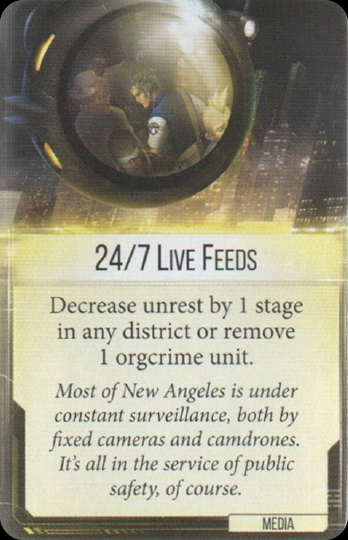 24/7 LIVE FEEDS
Decrease unrest by 1 stage
in any district or remove
1 orgcrime unit.
Most of New Angeles is under
constant surveillance, both by
fixed cameras and camdrones.
It's all in the service of public
safety, of course.
MEDIA